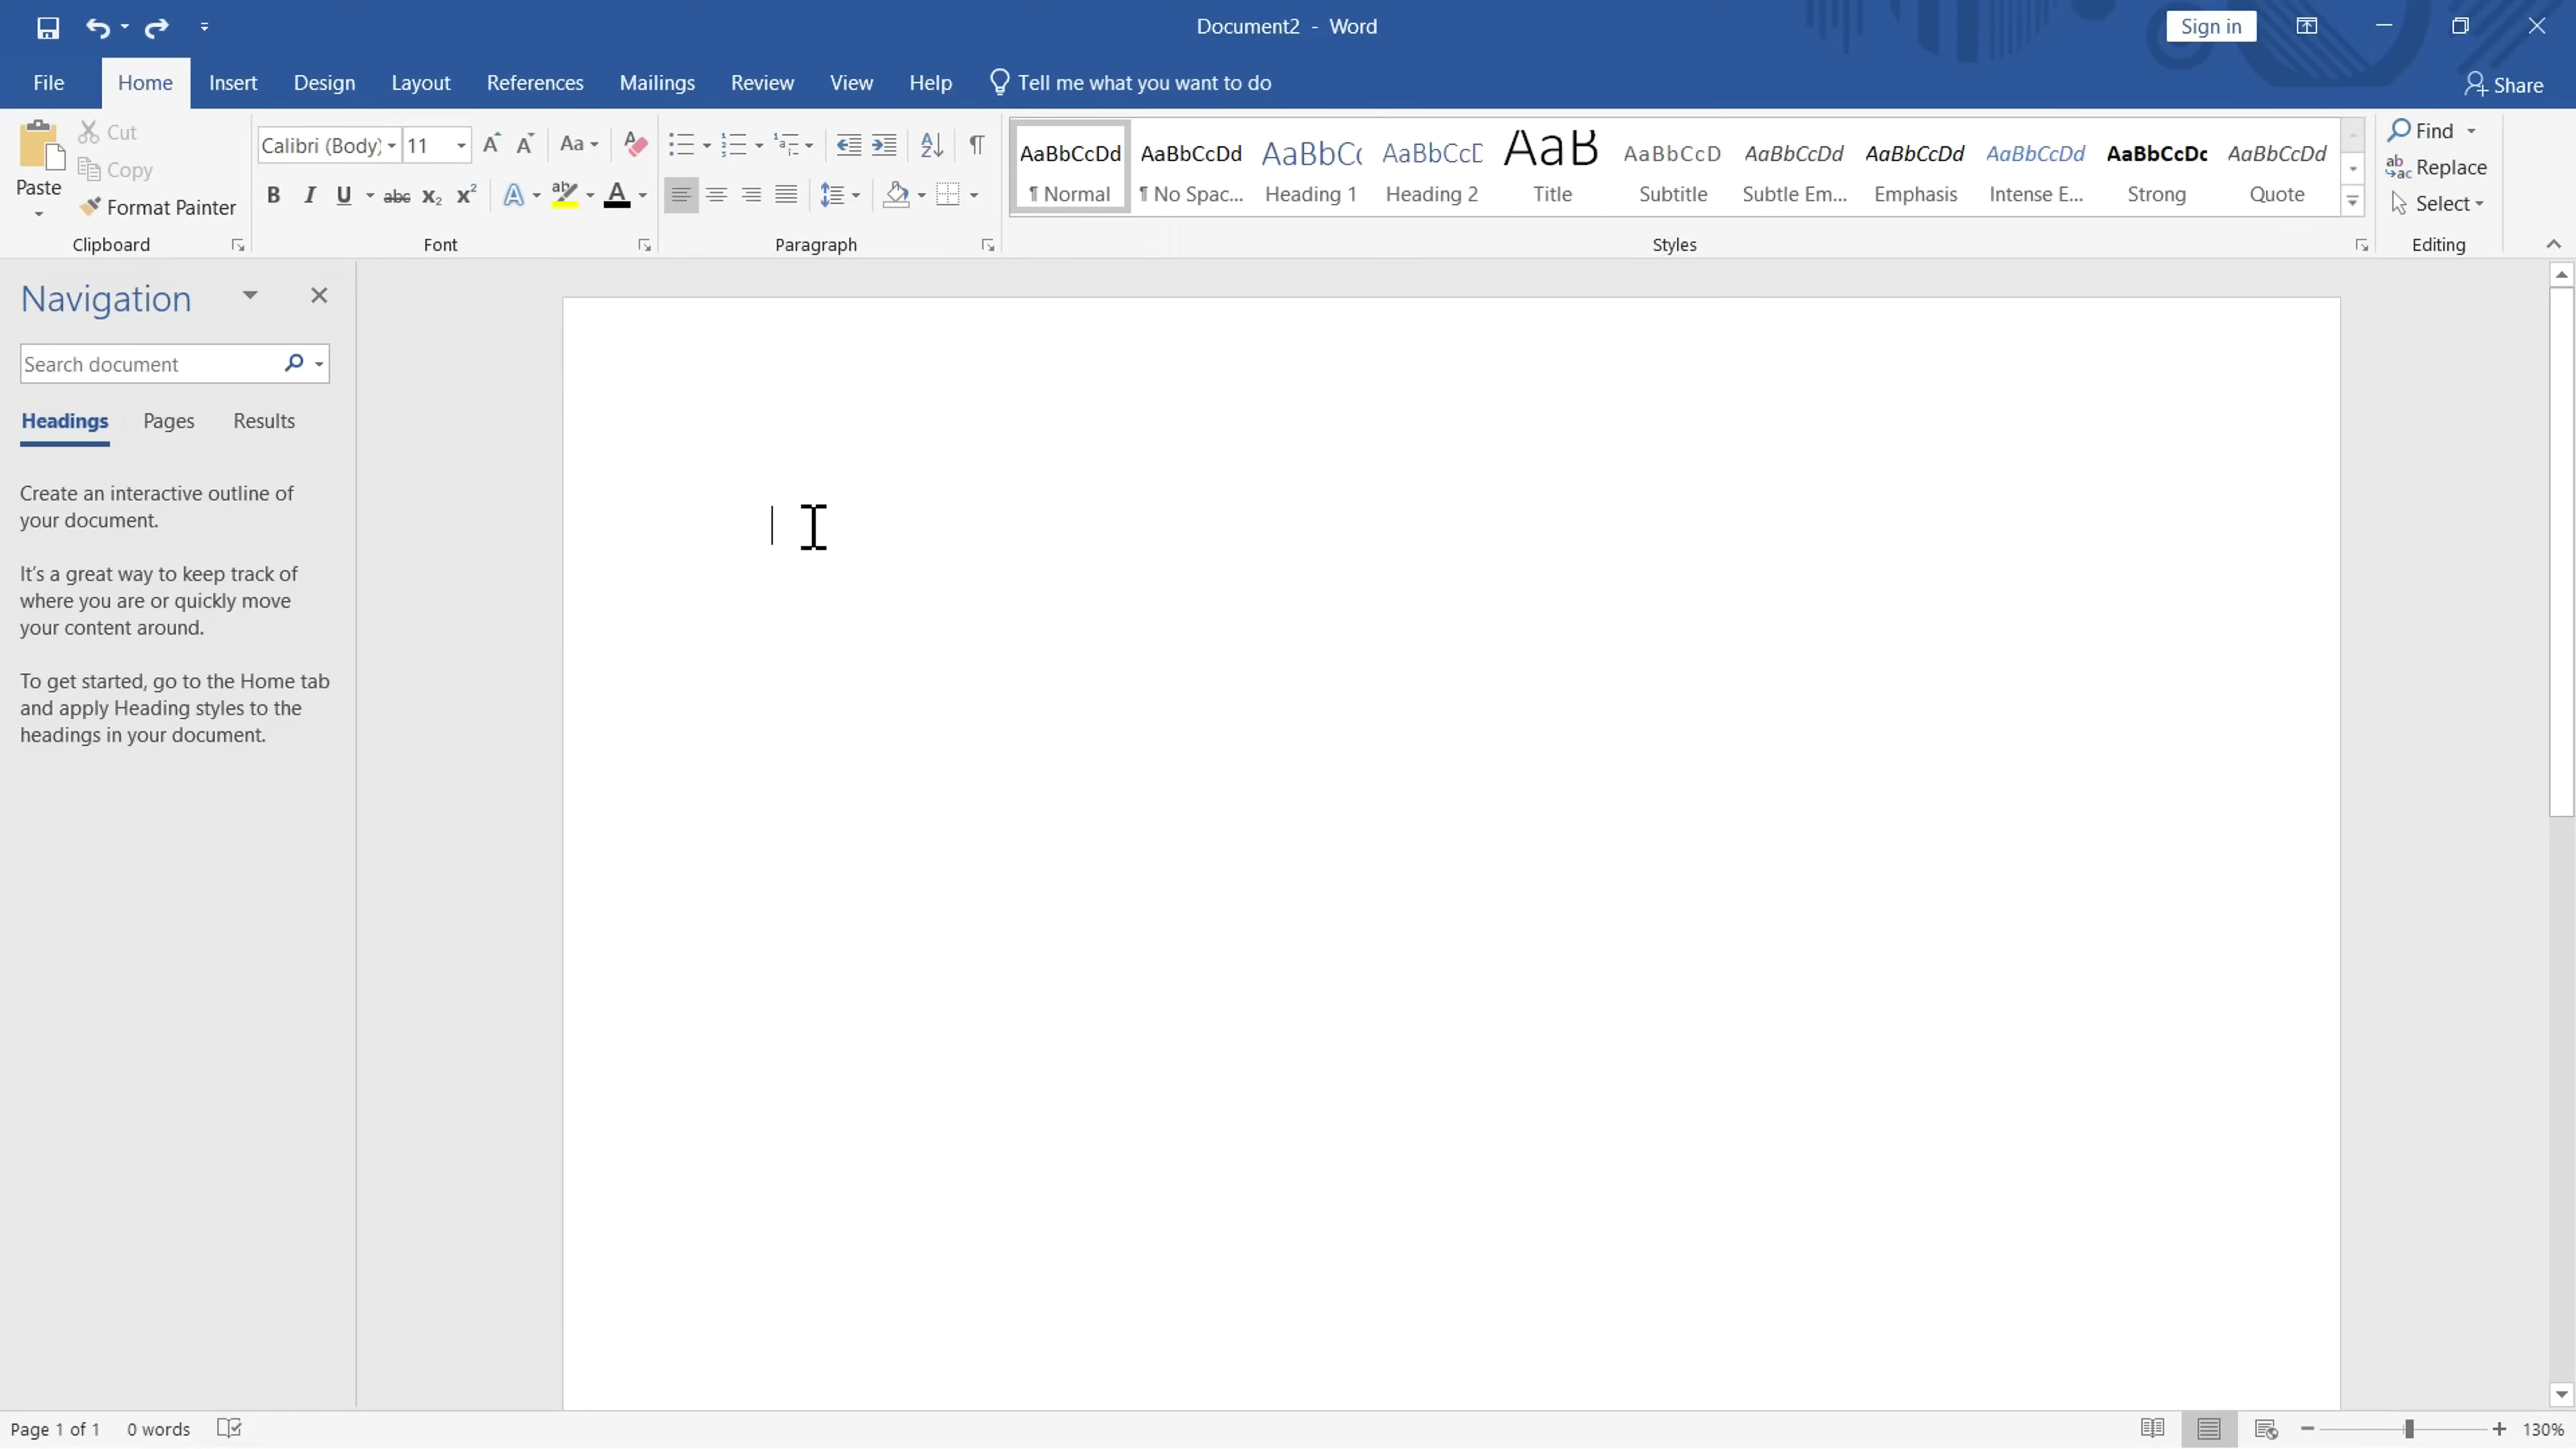 Document2 - Word
Sign in
File Home Insert Design Layout References Mailings Review View Help Tell me what you want to do Share
Paste
Cut
Copy
Format Painter
Clipboard
Calibri (Body) 11
Aa
B I U abc x₂ x² A ab A
Font
Paragraph
AaBbCcDd AaBbCcDd AaBbCc AaBbCcD AaB AaBbCcD AaBbCcDd AaBbCcDd AaBbCcDd AaBbCcDc AaBbCcDd
¶ Normal ¶ No Spac... Heading 1 Heading 2 Title Subtitle Subtle Em... Emphasis Intense E... Strong Quote
Styles
Find
Replace
Select
Editing
Navigation
Search document
Headings Pages Results
Create an interactive outline of
your document.
It's a great way to keep track of
where you are or quickly move
your content around.
To get started, go to the Home tab
and apply Heading styles to the
headings in your document.
Page 1 of 1 0 words
130%